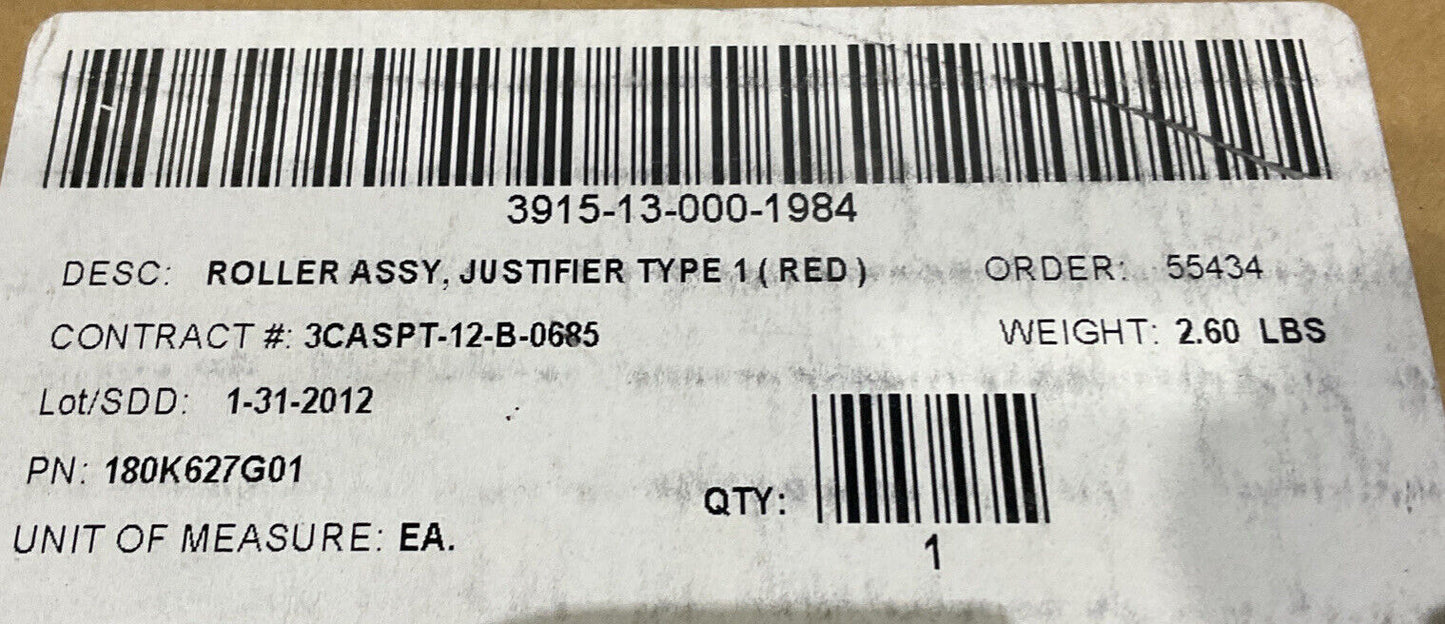 3915-13-000-1984
DESC: ROLLER ASSY, JUSTIFIER TYPE 1 ( RED ) ORDER: 55434
CONTRACT #: 3CASPT-12-B-0685 WEIGHT: 2.60 LBS
Lot/SDD: 1-31-2012
PN: 180K627G01
QTY:
UNIT OF MEASURE: EA.
1